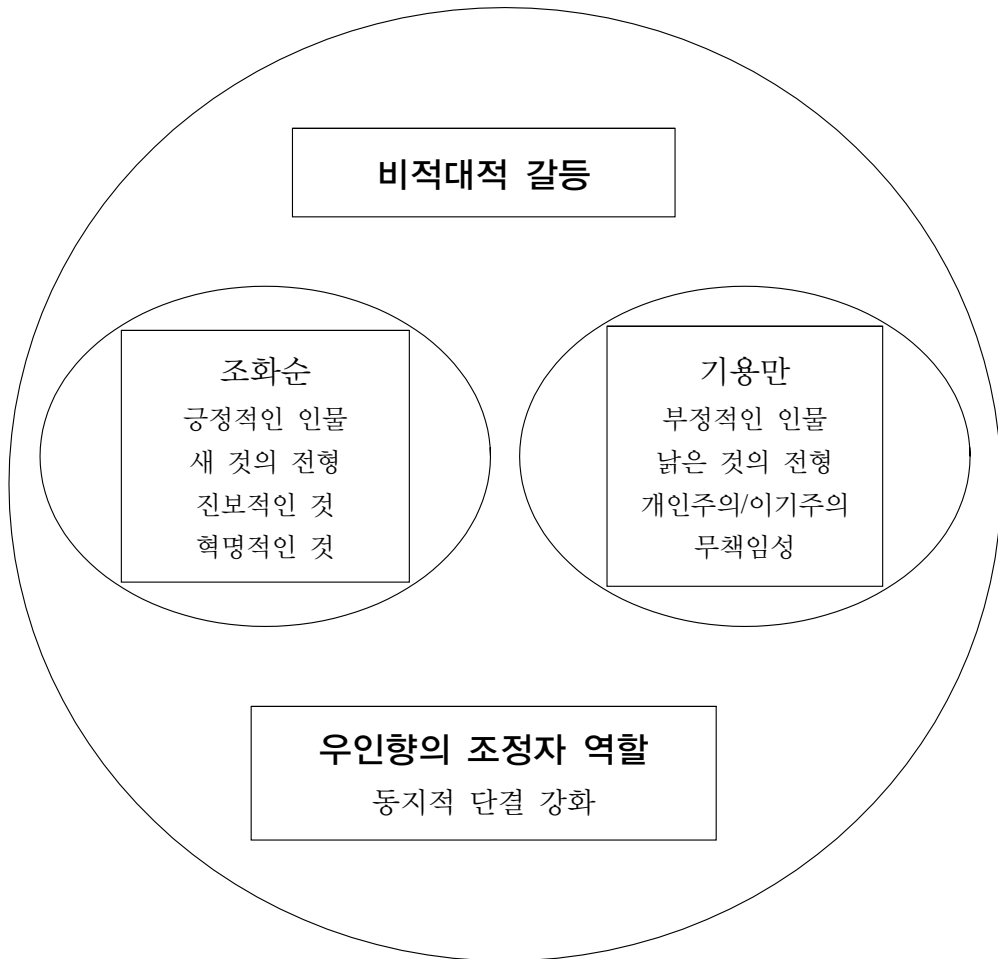 비적대적 갈등
조화순
긍정적인 인물
새 것의 전형
진보적인 것
혁명적인 것
기용만
부정적인 인물
낡은 것의 전형
개인주의/이기주의
무책임성
우인향의 조정자 역할
동지적 단결 강화